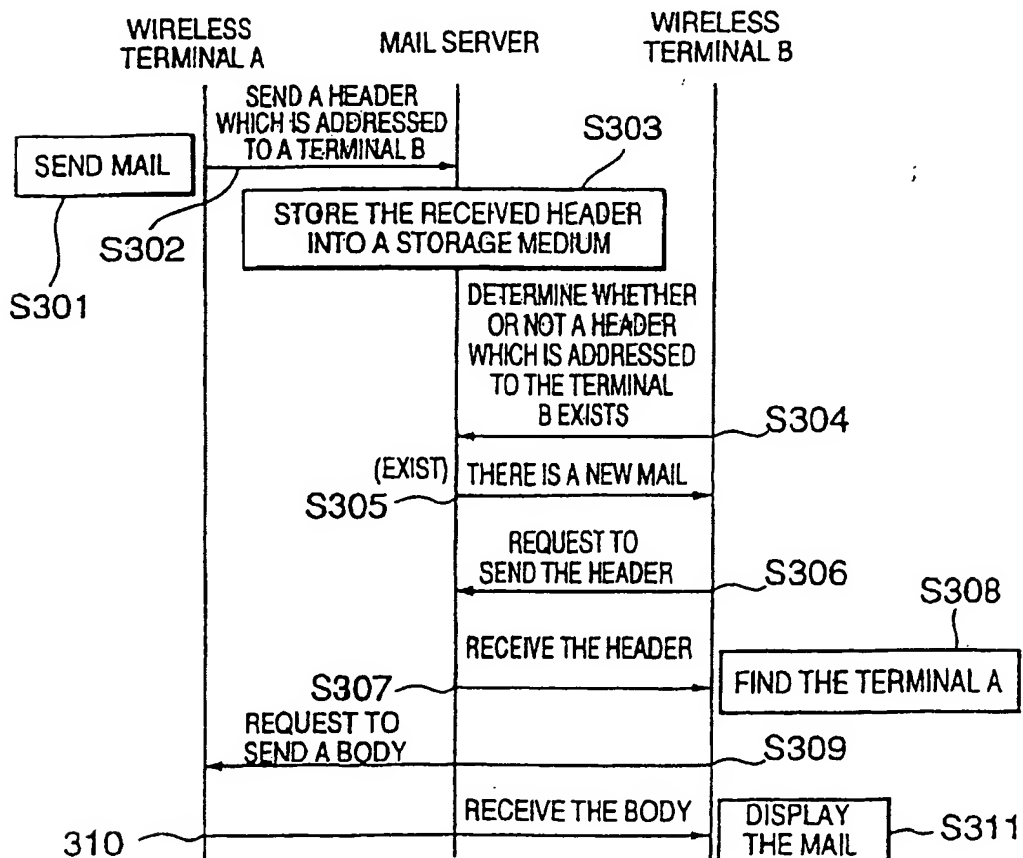 WIRELESS
TERMINAL A
MAIL SERVER
WIRELESS
TERMINAL B
SEND A HEADER
WHICH IS ADDRESSED
TO A TERMINAL B
S303
SEND MAIL
STORE THE RECEIVED HEADER
INTO A STORAGE MEDIUM
S302
S301
DETERMINE WHETHER
OR NOT A HEADER
WHICH IS ADDRESSED
TO THE TERMINAL
B EXISTS
S304
(EXIST)
THERE IS A NEW MAIL
S305
REQUEST TO
SEND THE HEADER
S306
S308
RECEIVE THE HEADER
FIND THE TERMINAL A
S307
REQUEST TO
SEND A BODY
S309
RECEIVE THE BODY
DISPLAY
THE MAIL
S311
310